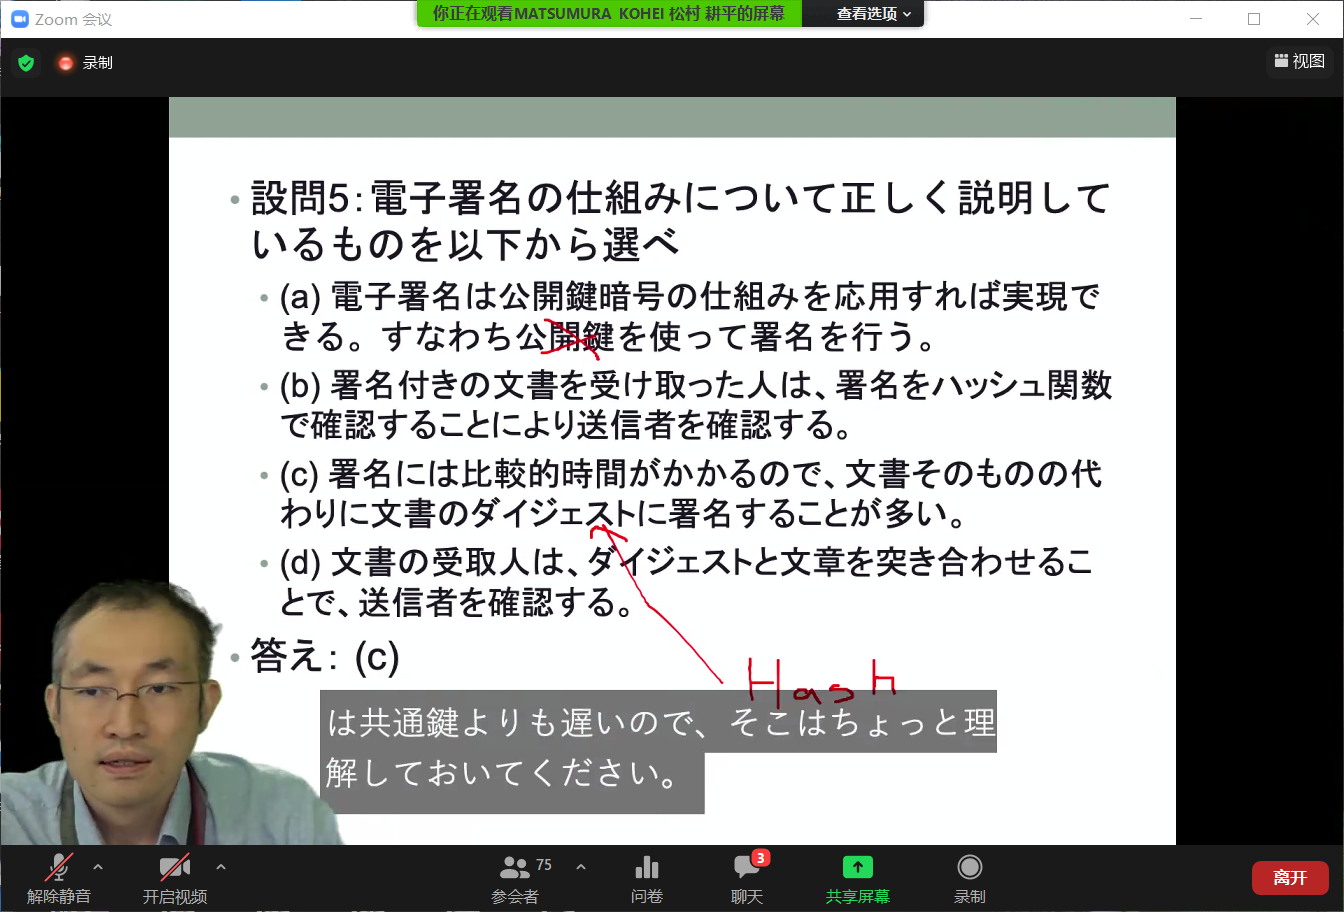 Zoom 会议
你正在观看MATSUMURA KOHEI 松村 耕平的屏幕
查看选项
录制
视图
• 設問5：電子署名の仕組みについて正しく説明して
いるものを以下から選べ
• (a) 電子署名は公開鍵暗号の仕組みを応用すれば実現で
きる。すなわち公開鍵を使って署名を行う。
• (b) 署名付きの文書を受け取った人は、署名をハッシュ関数
で確認することにより送信者を確認する。
• (c) 署名には比較的時間がかかるので、文書そのものの代
わりに文書のダイジェストに署名することが多い。
• (d) 文書の受取人は、ダイジェストと文章を突き合わせるこ
とで、送信者を確認する。
• 答え： (c)
Hash
は共通鍵よりも遅いので、そこはちょっと理
解しておいてください。
解除静音
开启视频
75
参会者
问卷
3
聊天
共享屏幕
录制
离开